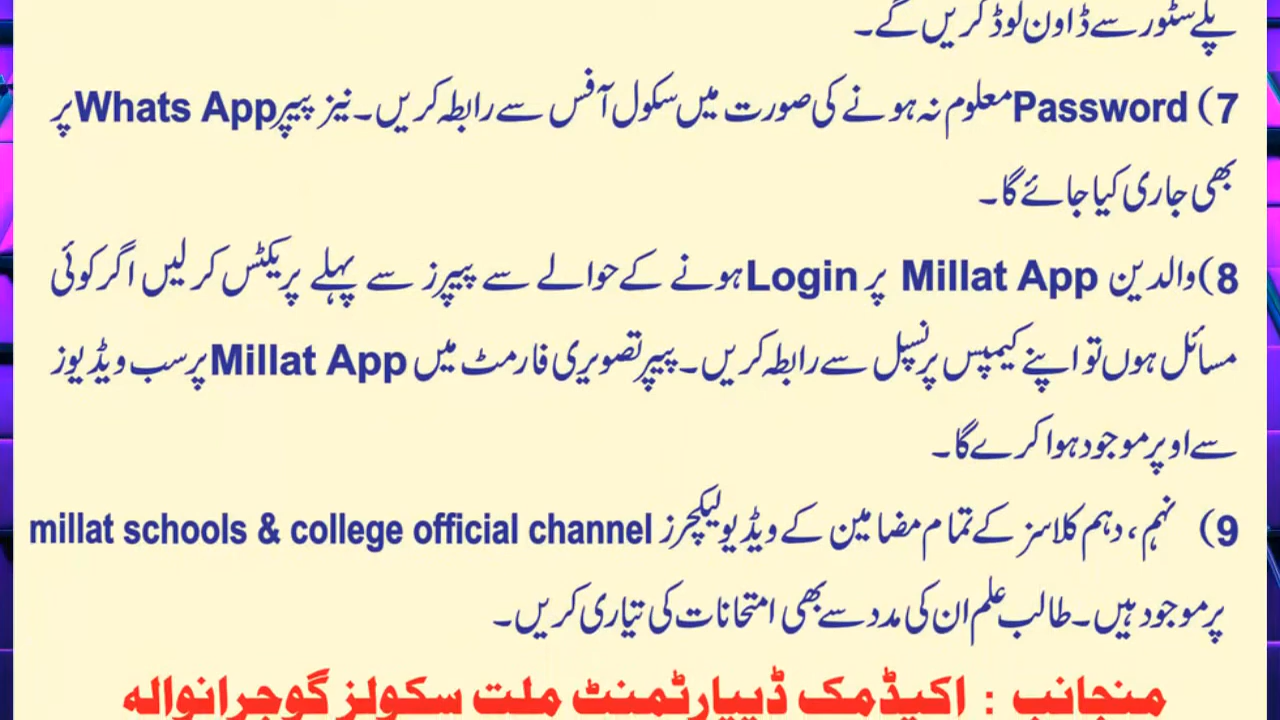 پلے سٹور سے ڈاون لوڈ کریں گے۔
7) Password معلوم نہ ہونے کی صورت میں سکول آفس سے رابطہ کریں۔ نیز پیپر Whats App پر
بھی جاری کیا جائے گا۔
8) والدین Millat App پر Login ہونے کے حوالے سے پیپرز سے پہلے پریکٹس کر لیں اگر کوئی
مسائل ہوں تو اپنے کیمپس پرنسپل سے رابطہ کریں۔ پیپر تصویری فارمٹ میں Millat App پر سب ویڈیوز
سے اوپر موجود ہوا کرے گا۔
9) نہم، دہم کلاسز کے تمام مضامین کے ویڈیو لیکچرز millat schools & college official channel
پر موجود ہیں۔ طالب علم ان کی مدد سے بھی امتحانات کی تیاری کریں۔
منجانب : اکیڈمک ڈیپارٹمنٹ ملت سکولز گوجرانوالہ